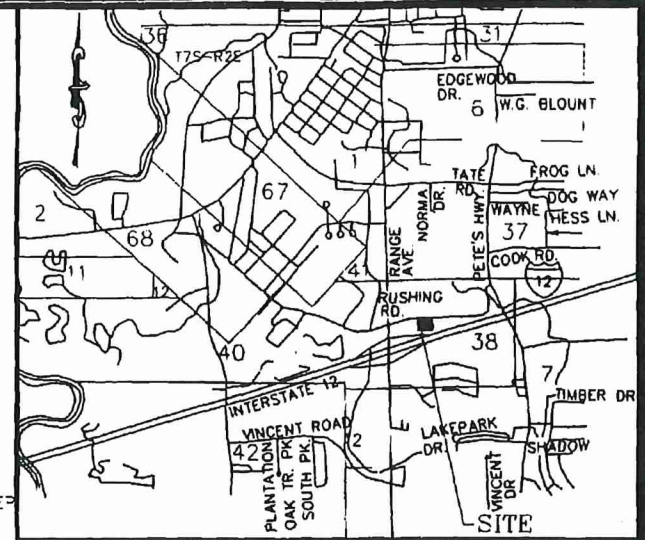 36
31
T7S-R2E
EDGEWOOD
DR.
6
W.G. BLOUNT
1
TATE
RD.
FROG LN.
67
2
68
RANGE
AVE.
NORMA
DR.
PETE'S HWY.
WAYNE
DOG WAY
HESS LN.
37
COOK RD.
41
11
12
12
RUSHING
RD.
40
38
7
INTERSTATE 12
TIMBER DR
VINCENT ROAD
42
2
LAKEPARK
DR.
SHADOW
PLANTATION
OAK TR. PK
SOUTH PK.
VINCENT
DR
SITE